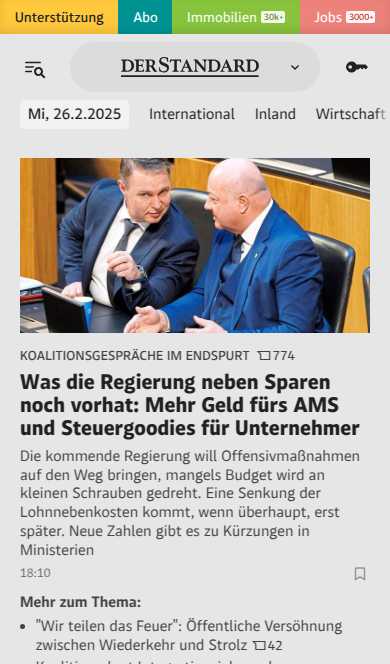 Unterstützung Abo Immobilien 30k+ Jobs 3000+
DERSTANDARD
Mi, 26.2.2025 International Inland Wirtschaft
KOALITIONSGESPRÄCHE IM ENDSPURT 774
Was die Regierung neben Sparen
noch vorhat: Mehr Geld fürs AMS
und Steuergoodies für Unternehmer
Die kommende Regierung will Offensivmaßnahmen
auf den Weg bringen, mangels Budget wird an
kleinen Schrauben gedreht. Eine Senkung der
Lohnnebenkosten kommt, wenn überhaupt, erst
später. Neue Zahlen gibt es zu Kürzungen in
Ministerien
18:10
Mehr zum Thema:
• "Wir teilen das Feuer": Öffentliche Versöhnung
zwischen Wiederkehr und Strolz 42